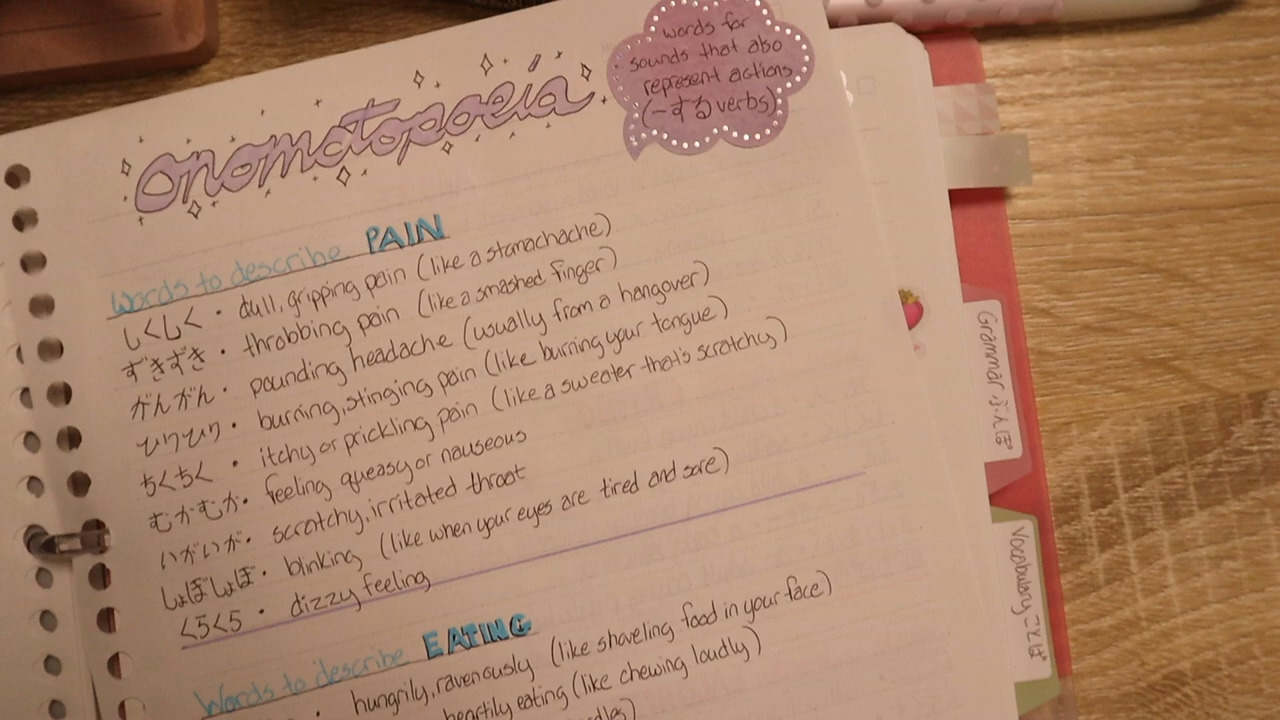 onomatopoeia
words for
sounds that also
represent actions
(-する verbs)
Words to describe PAIN
しくしく・dull, gripping pain (like a stomachache)
ずきずき・throbbing pain (like a smashed finger)
がんがん・pounding headache (usually from a hangover)
ひりひり・burning, stinging pain (like burning your tongue)
ちくちく・itchy or prickling pain (like a sweater that's scratchy)
むかむか・feeling queasy or nauseous
いがいが・scratchy, irritated throat
しょぼしょぼ・blinking (like when your eyes are tired and sore)
くらくら・dizzy feeling
Words to describe EATING
・hungrily, ravenously (like shoveling food in your face)
heartily eating (like chewing loudly)
Grammar ぶんぽ
Vocabulary ことば